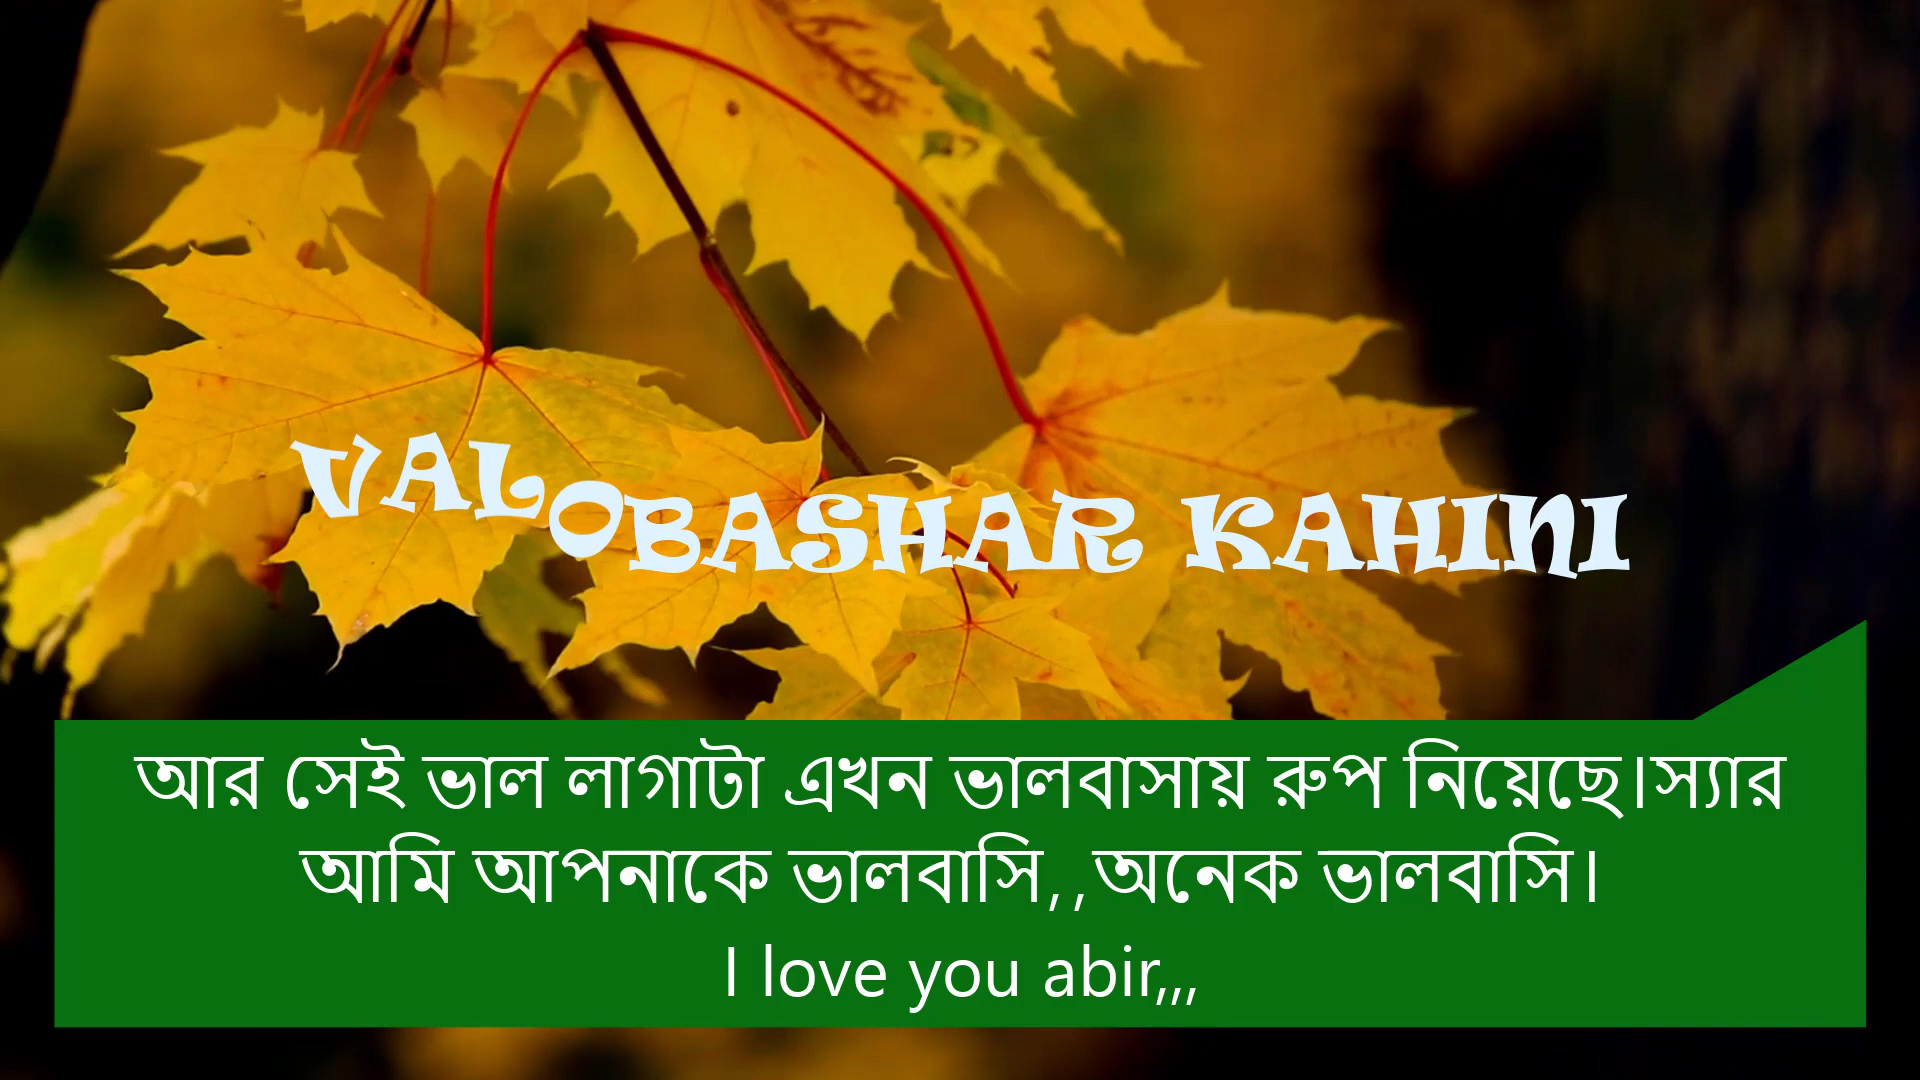 VALOBASHAR KAHINI
আর সেই ভাল লাগাটা এখন ভালবাসায় রুপ নিয়েছে।স্যার
আমি আপনাকে ভালবাসি,,অনেক ভালবাসি।
I love you abir,,,